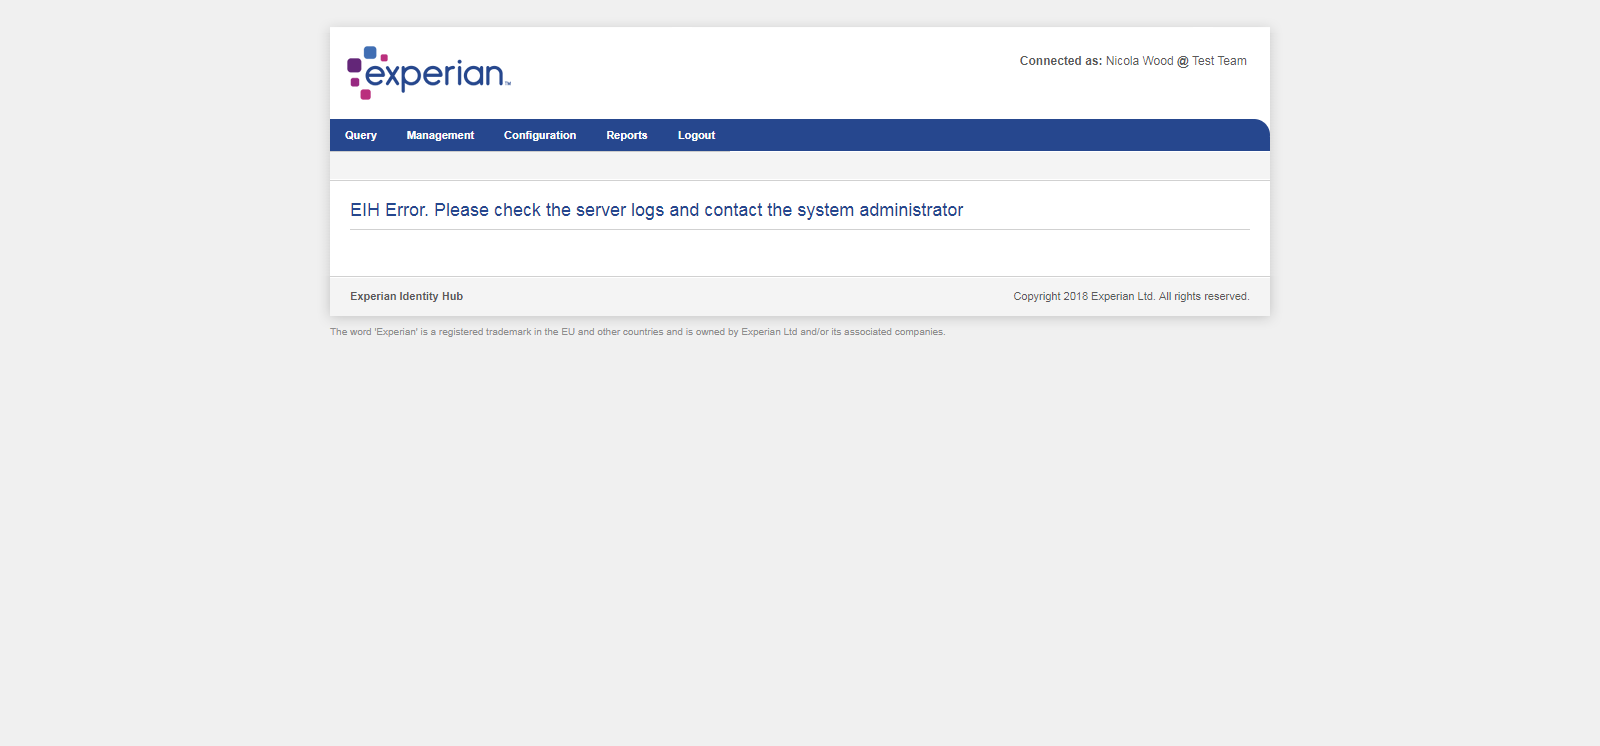 experian™
Connected as: Nicola Wood @ Test Team
Query Management Configuration Reports Logout
EIH Error. Please check the server logs and contact the system administrator
Experian Identity Hub
Copyright 2018 Experian Ltd. All rights reserved.
The word 'Experian' is a registered trademark in the EU and other countries and is owned by Experian Ltd and/or its associated companies.